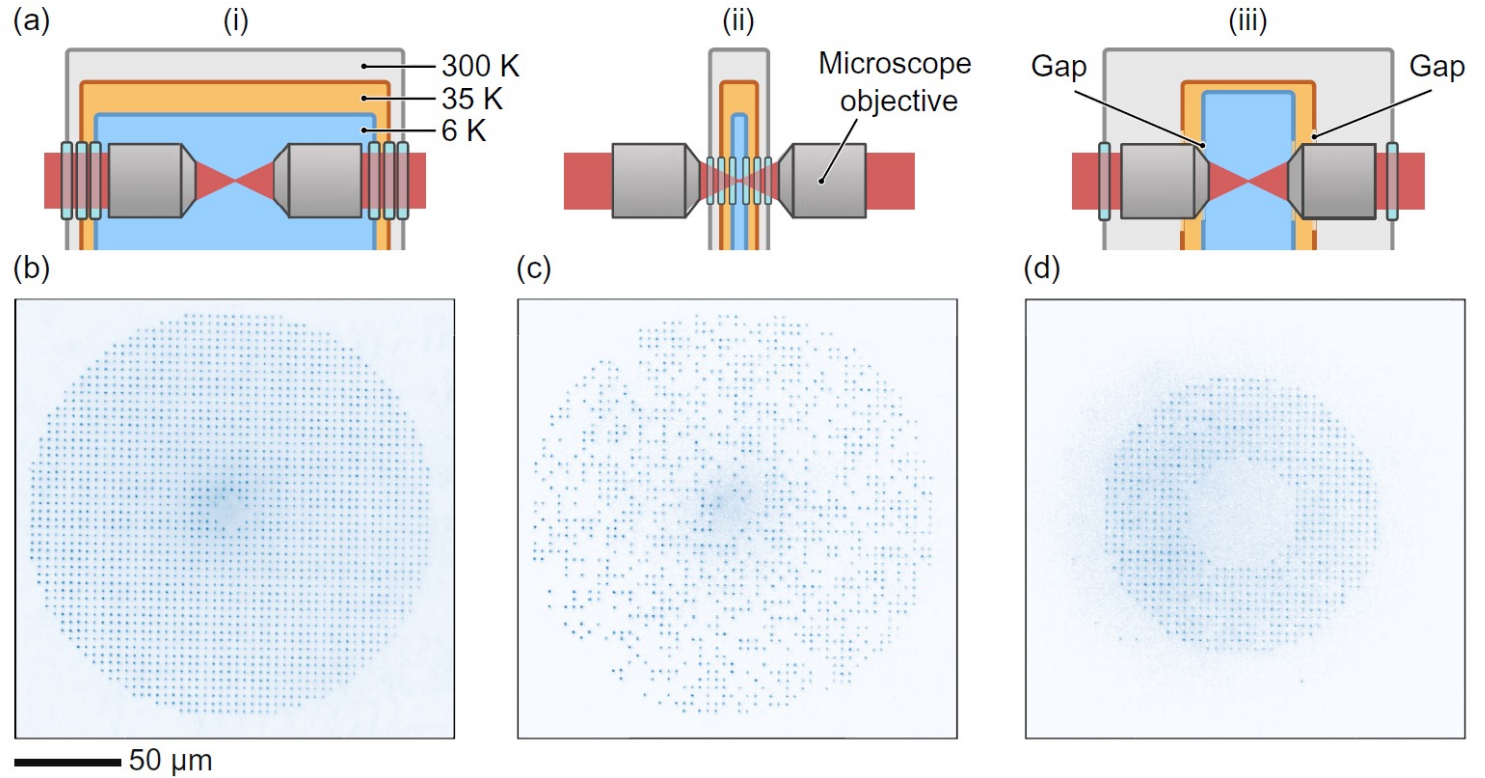 (a)
(i)
(ii)
(iii)
300 K
35 K
6 K
Microscope
objective
Gap
Gap
(b)
(c)
(d)
50 µm